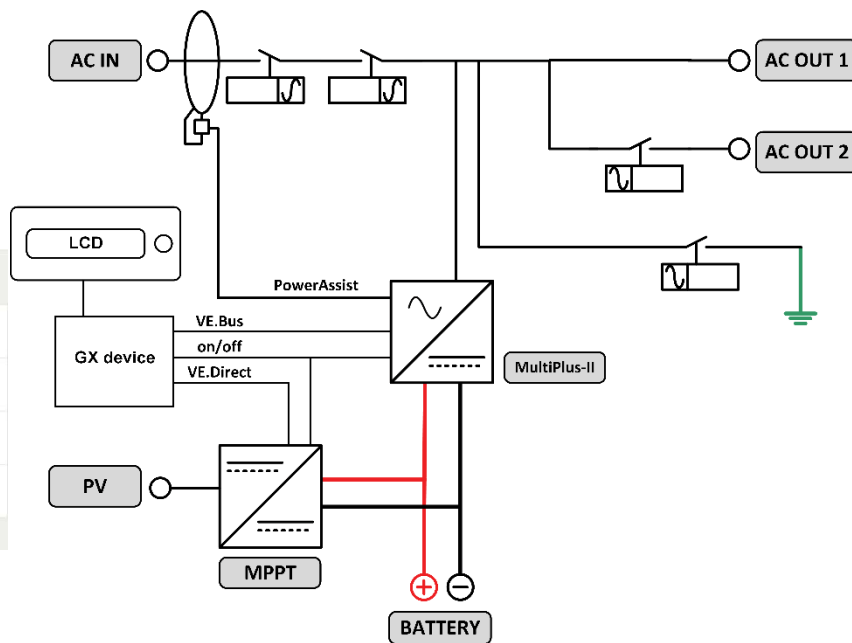 AC IN
AC OUT 1
AC OUT 2
LCD
PowerAssist
VE.Bus
GX device
on/off
MultiPlus-II
VE.Direct
PV
MPPT
+ −
BATTERY